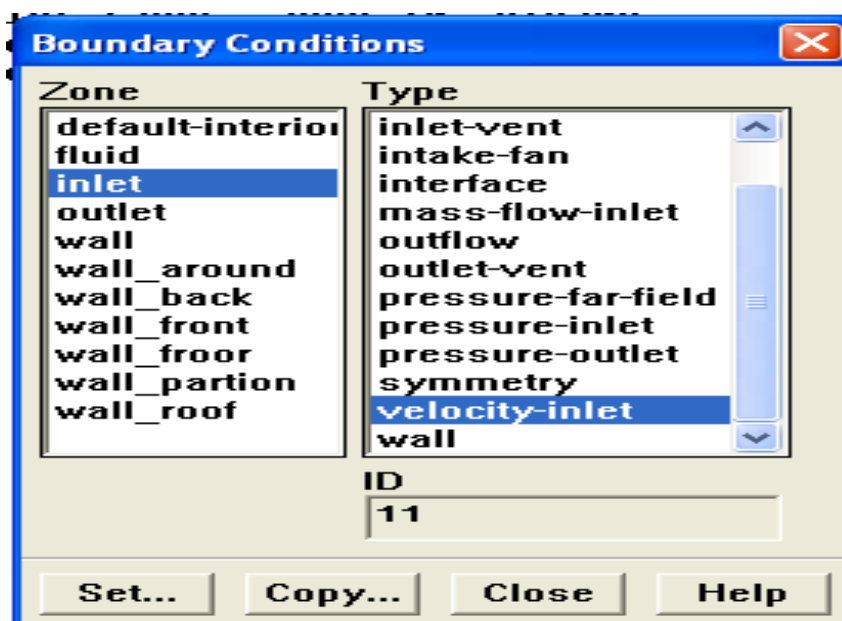 Boundary Conditions
Zone
default-interior
fluid
inlet
outlet
wall
wall_around
wall_back
wall_front
wall_froor
wall_partion
wall_roof
Type
inlet-vent
intake-fan
interface
mass-flow-inlet
outflow
outlet-vent
pressure-far-field
pressure-inlet
pressure-outlet
symmetry
velocity-inlet
wall
ID
11
Set...
Copy...
Close
Help